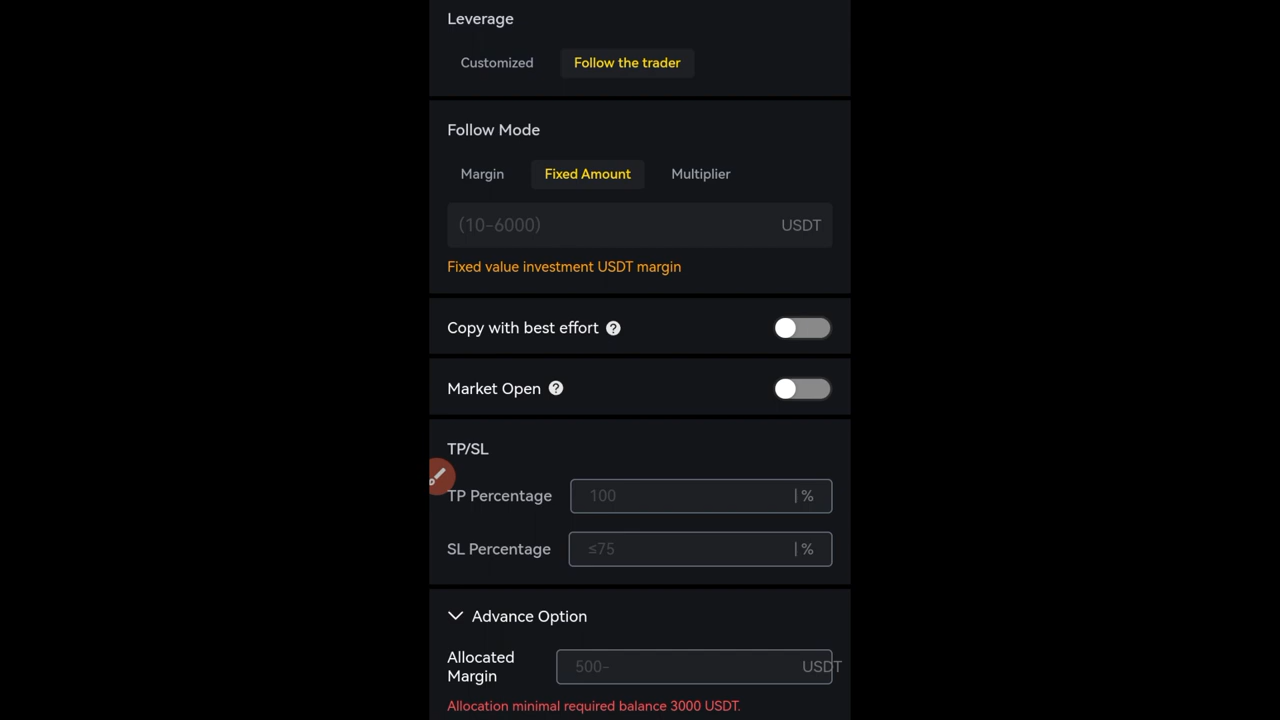 Leverage
Customized Follow the trader
Follow Mode
Margin Fixed Amount Multiplier
(10-6000) USDT
Fixed value investment USDT margin
Copy with best effort ?
Market Open ?
TP/SL
TP Percentage 100 | %
SL Percentage ≤75 | %
Advance Option
Allocated
Margin 500- USDT
Allocation minimal required balance 3000 USDT.